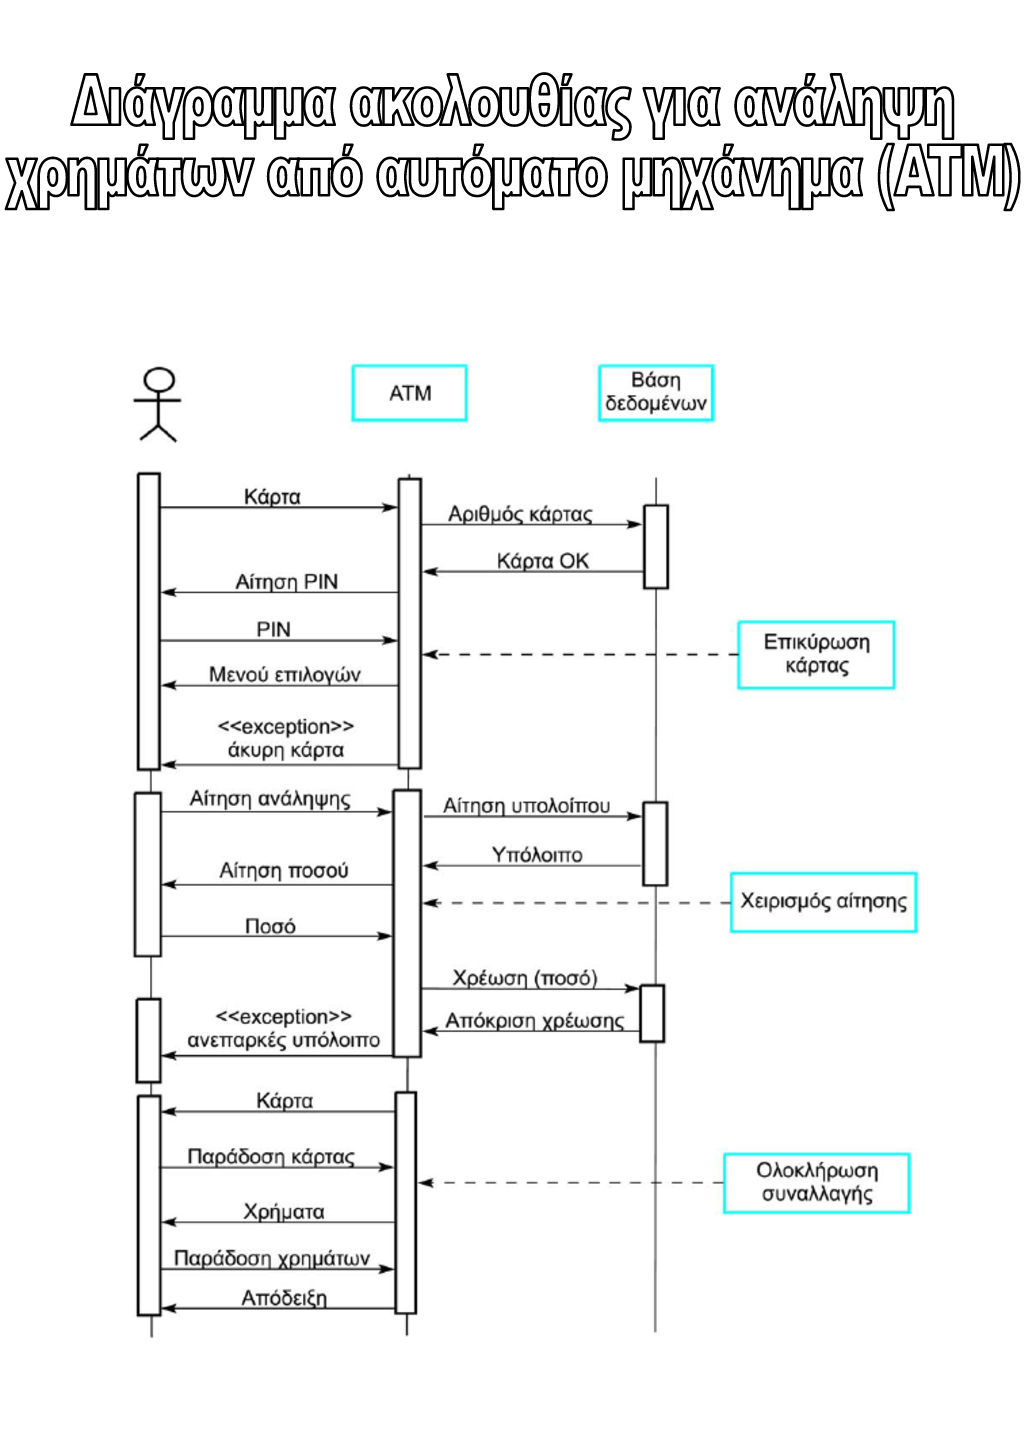 Διάγραμμα ακολουθίας για ανάληψη
χρημάτων από αυτόματο μηχάνημα (ATM)
ATM
Βάση
δεδομένων
Κάρτα
Αριθμός κάρτας
Κάρτα OK
Αίτηση PIN
PIN
Επικύρωση
κάρτας
Μενού επιλογών
<<exception>>
άκυρη κάρτα
Αίτηση ανάληψης
Αίτηση υπολοίπου
Υπόλοιπο
Αίτηση ποσού
Χειρισμός αίτησης
Ποσό
Χρέωση (ποσό)
Απόκριση χρέωσης
<<exception>>
ανεπαρκές υπόλοιπο
Κάρτα
Παράδοση κάρτας
Ολοκλήρωση
συναλλαγής
Χρήματα
Παράδοση χρημάτων
Απόδειξη